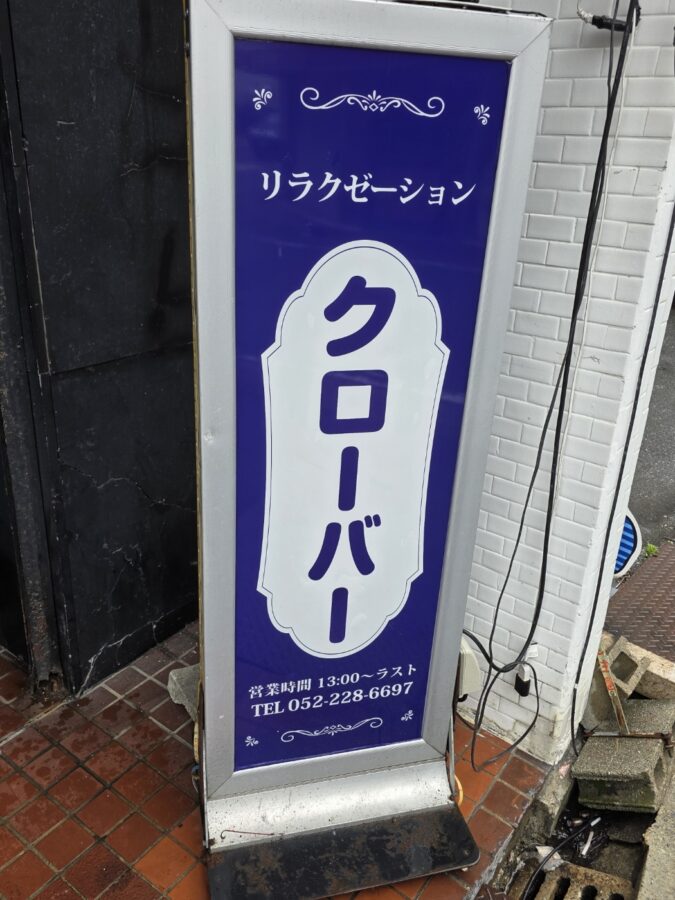 リラクゼーション
クローバー
営業時間 13:00～ラスト
TEL 052-228-6697